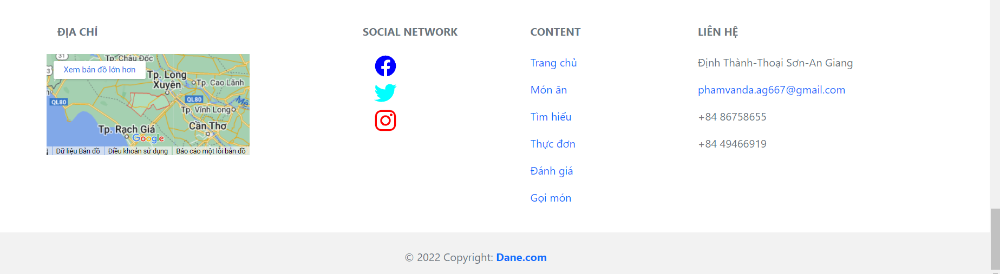 ĐỊA CHỈ
31
Tp. Châu Đốc
Xem bản đồ lớn hơn
Tp. Long
Xuyên
Tp. Cao Lãnh
QL80
QL80
Tp. Vĩnh Long
Tp. Rạch Giá
Cần Thơ
Google
Dữ liệu Bản đồ
Điều khoản sử dụng
Báo cáo một lỗi bản đồ
SOCIAL NETWORK
CONTENT
Trang chủ
Món ăn
Tìm hiểu
Thực đơn
Đánh giá
Gọi món
LIÊN HỆ
Định Thành-Thoại Sơn-An Giang
phamvanda.ag667@gmail.com
+84 86758655
+84 49466919
© 2022 Copyright: Dane.com